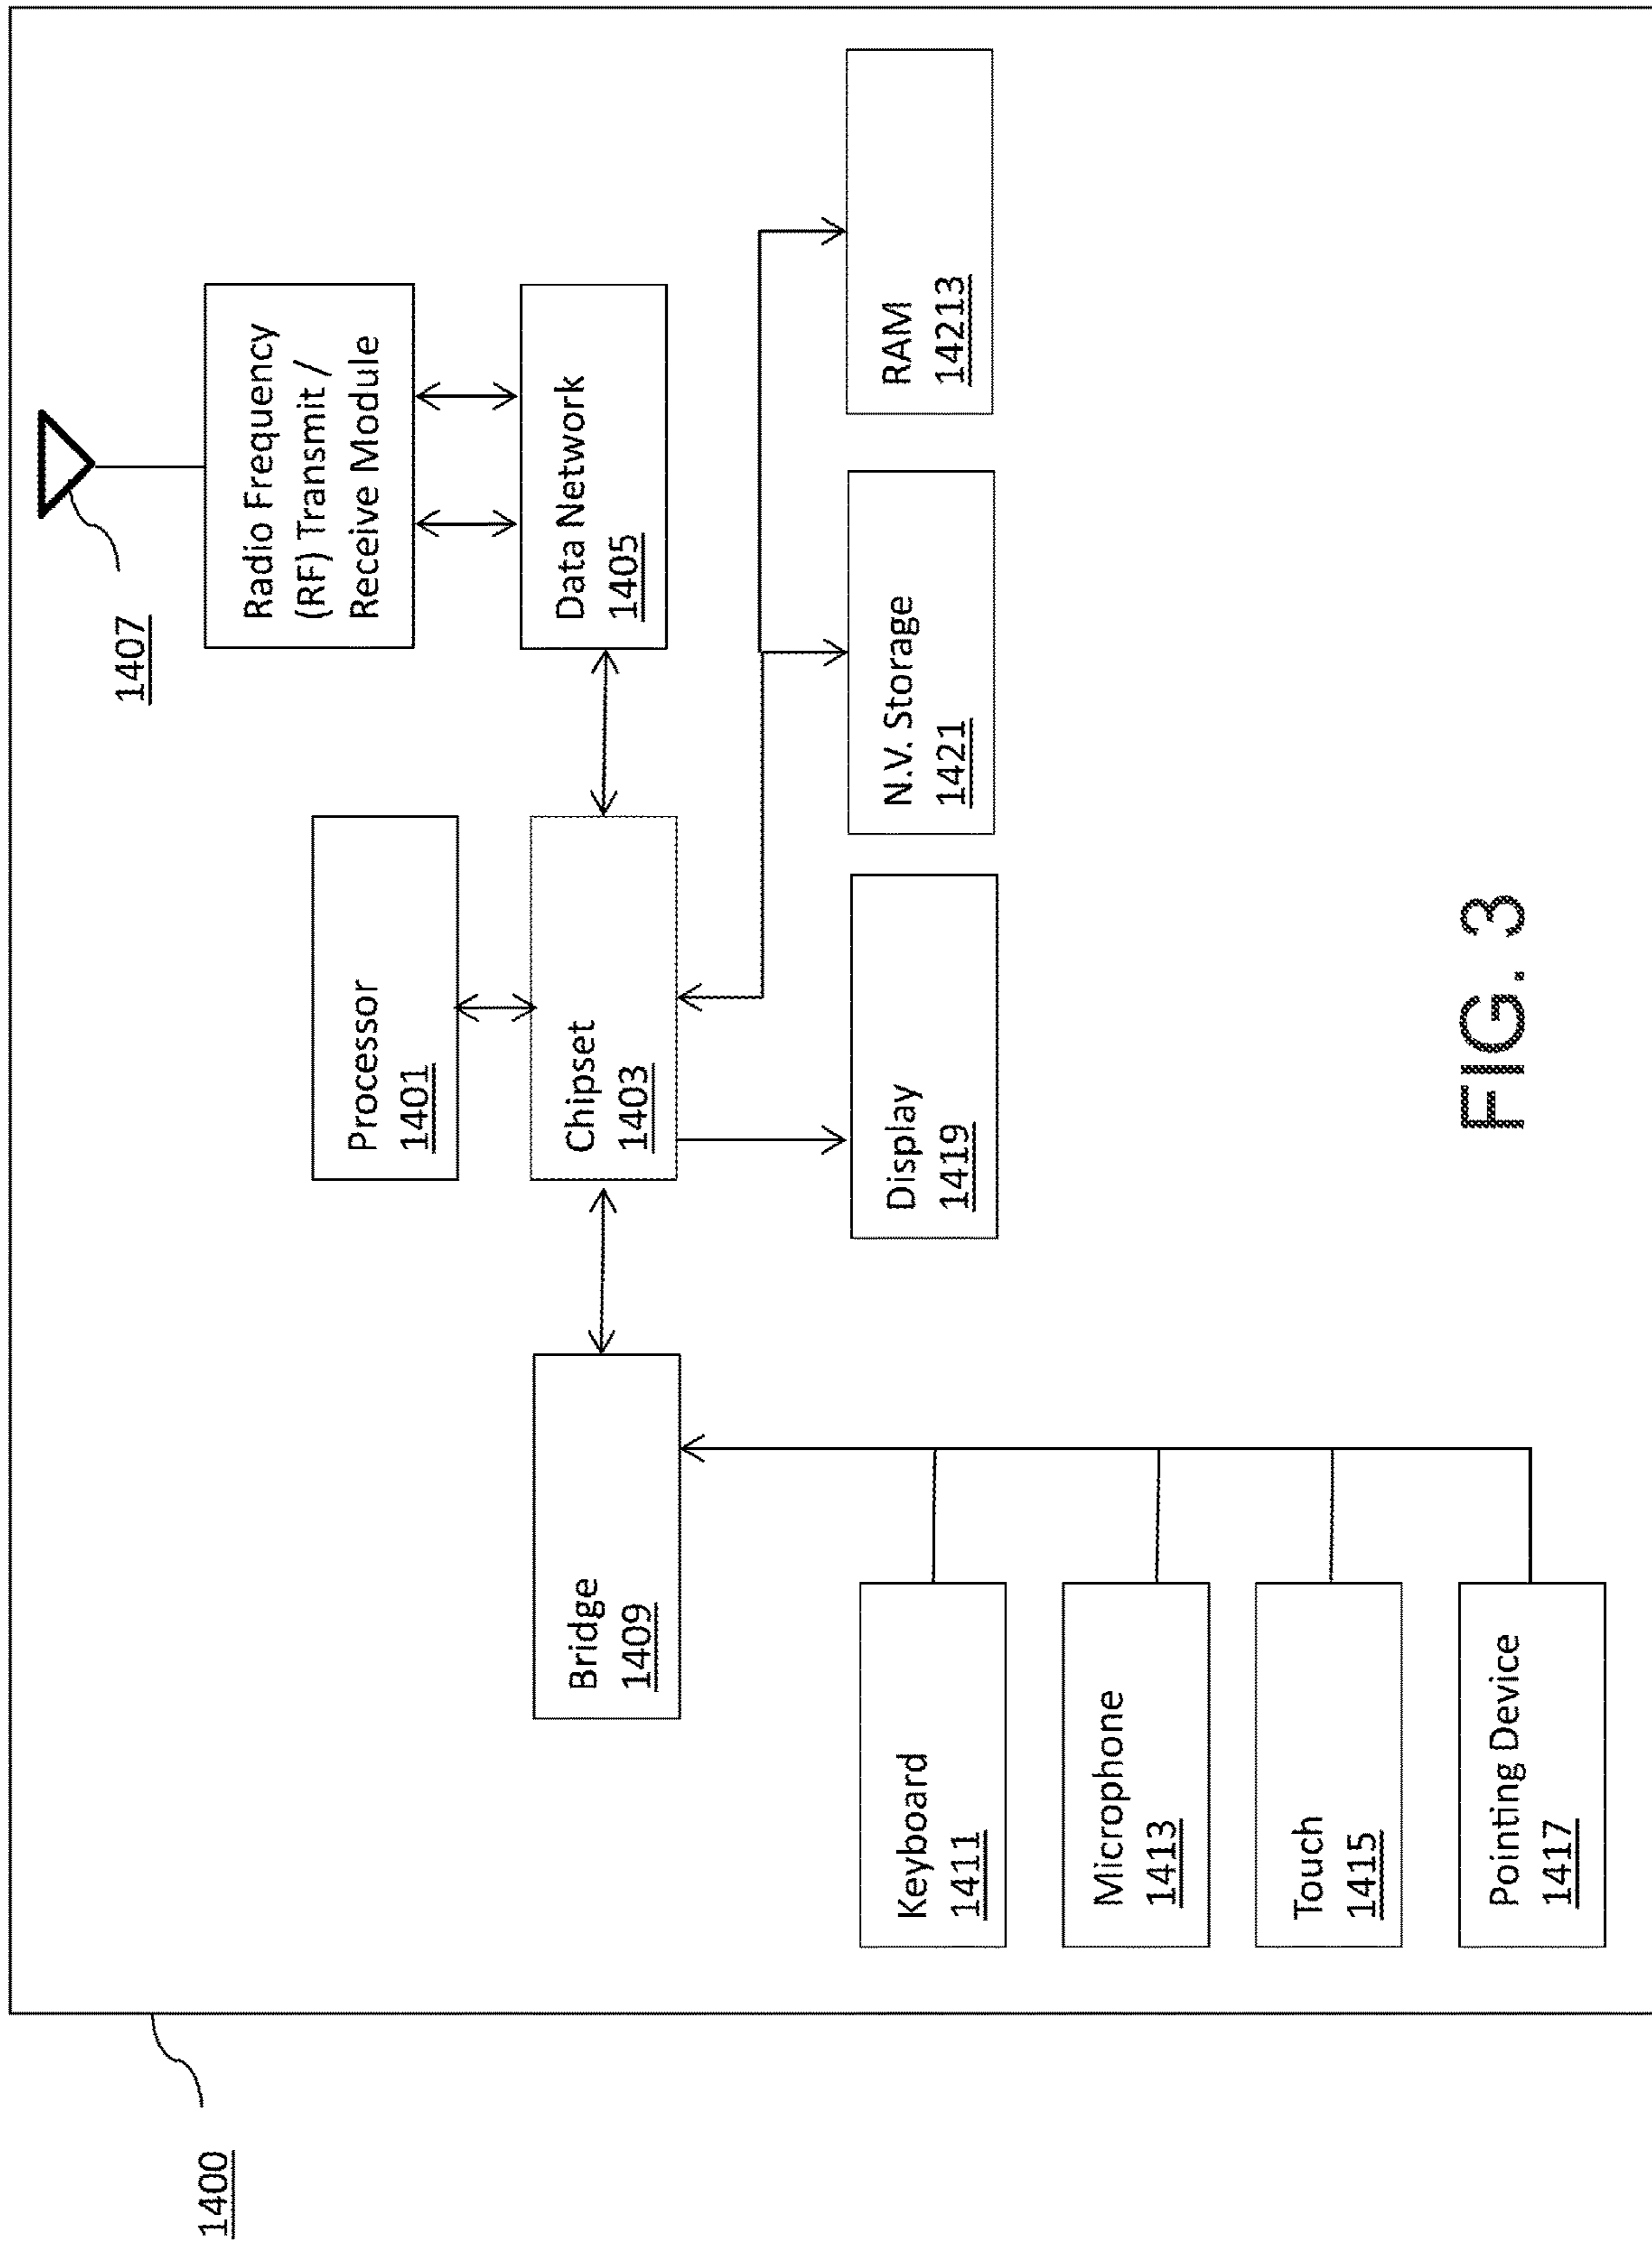 1400
1407
Radio Frequency
(RF) Transmit /
Receive Module
Processor
1401
Bridge
1409
Chipset
1403
Data Network
1405
Keyboard
1411
Display
1419
N.V. Storage
1421
RAM
14213
Microphone
1413
Touch
1415
Pointing Device
1417
FIG. 3